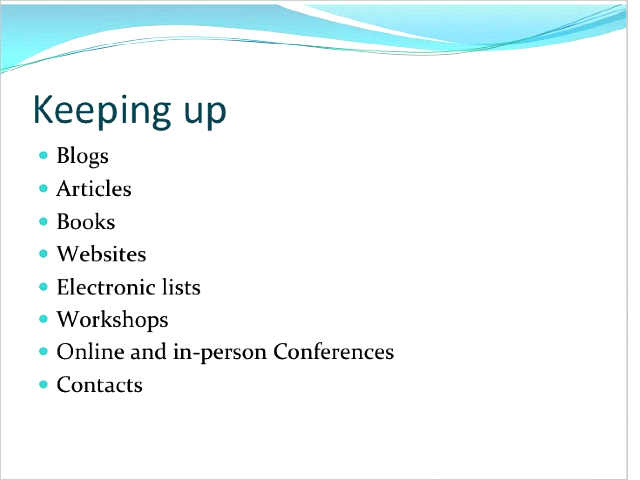 Keeping up
Blogs
Articles
Books
Websites
Electronic lists
Workshops
Online and in-person Conferences
Contacts